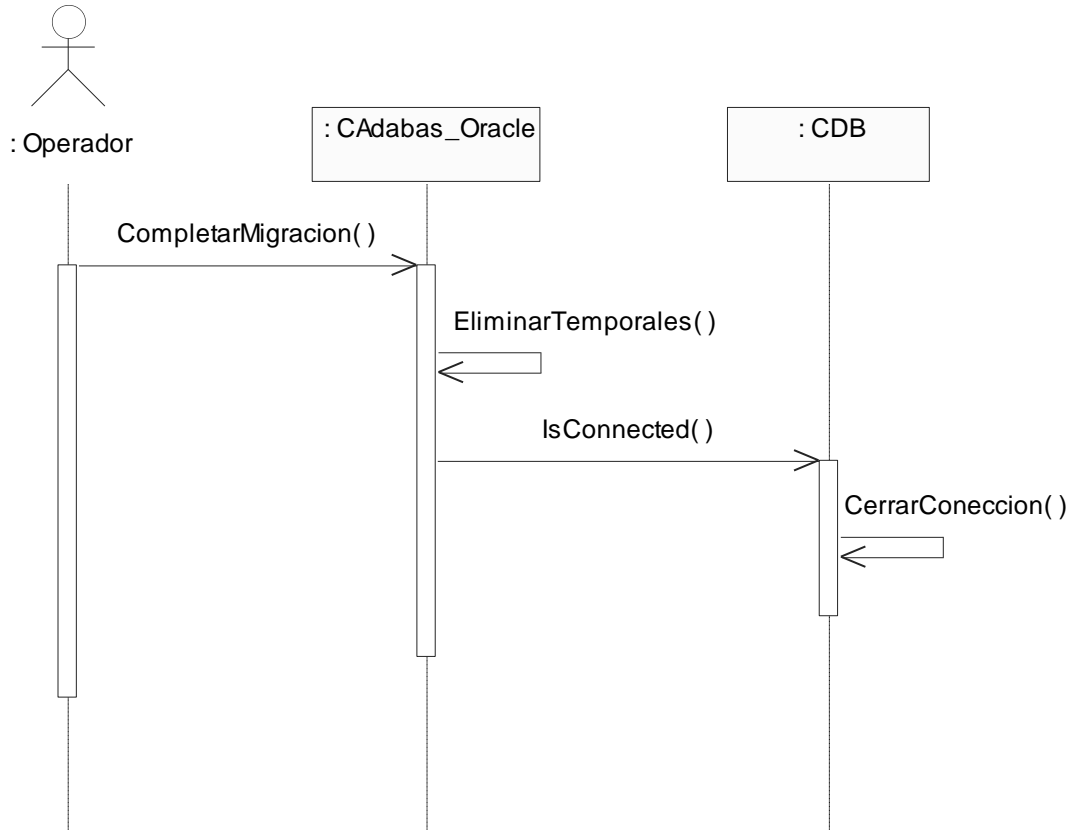 : Operador
: CAdabas_Oracle
: CDB
CompletarMigracion( )
EliminarTemporales( )
IsConnected( )
CerrarConeccion( )